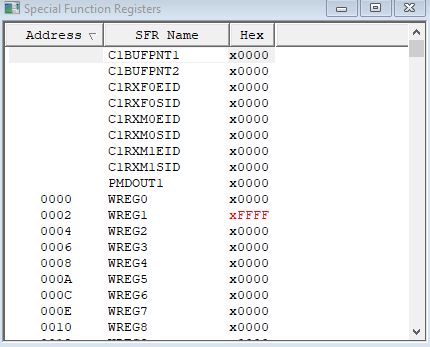 Special Function Registers
Address SFR Name Hex
C1BUFPNT1 x0000
C1BUFPNT2 x0000
C1RXF0EID x0000
C1RXF0SID x0000
C1RXM0EID x0000
C1RXM0SID x0000
C1RXM1EID x0000
C1RXM1SID x0000
PMDOUT1 x0000
0000 WREG0 x0000
0002 WREG1 xFFFF
0004 WREG2 x0000
0006 WREG3 x0000
0008 WREG4 x0000
000A WREG5 x0000
000C WREG6 x0000
000E WREG7 x0000
0010 WREG8 x0000